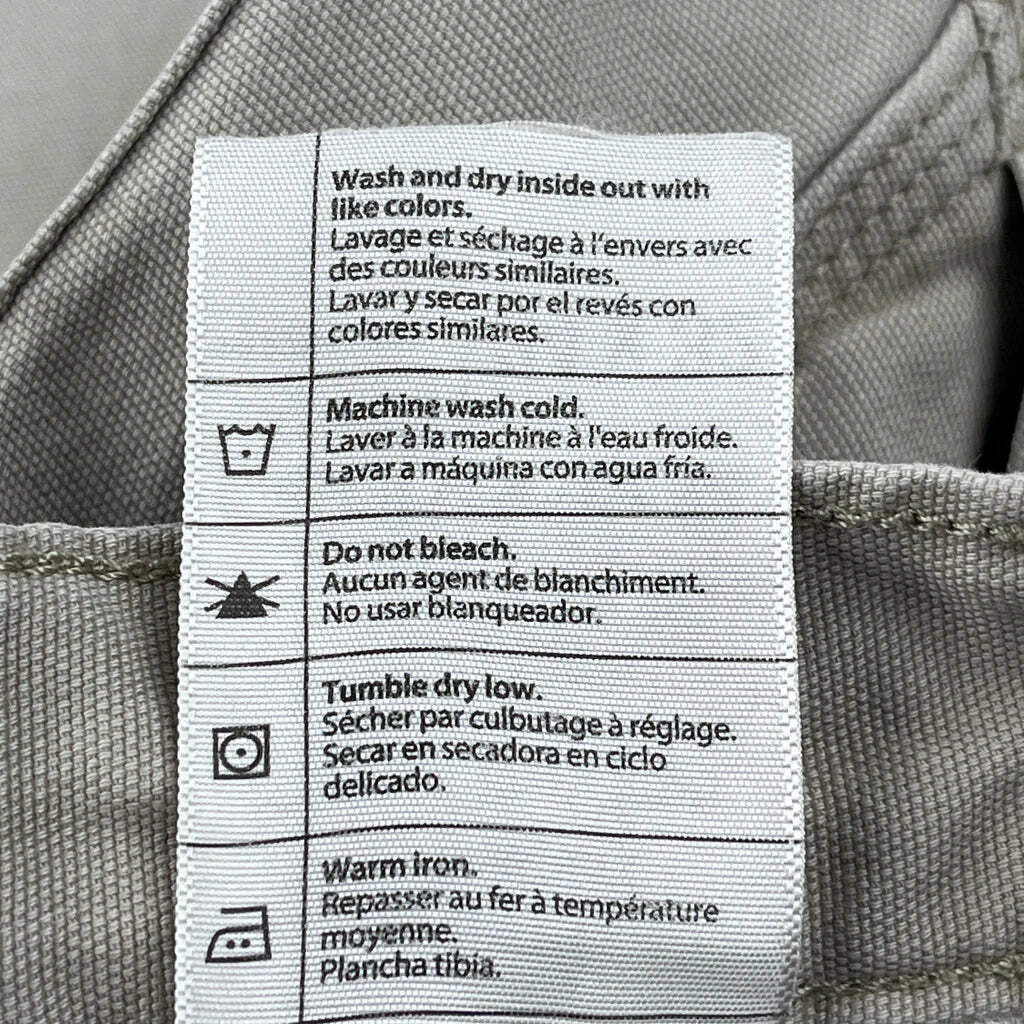 Wash and dry inside out with
like colors.
Lavage et séchage à l'envers avec
des couleurs similaires.
Lavar y secar por el revés con
colores similares.
Machine wash cold.
Laver à la machine à l'eau froide.
Lavar a máquina con agua fría.
Do not bleach.
Aucun agent de blanchiment.
No usar blanqueador.
Tumble dry low.
Sécher par culbutage à réglage.
Secar en secadora en ciclo
delicado.
Warm iron.
Repasser au fer à température
moyenne.
Plancha tibia.